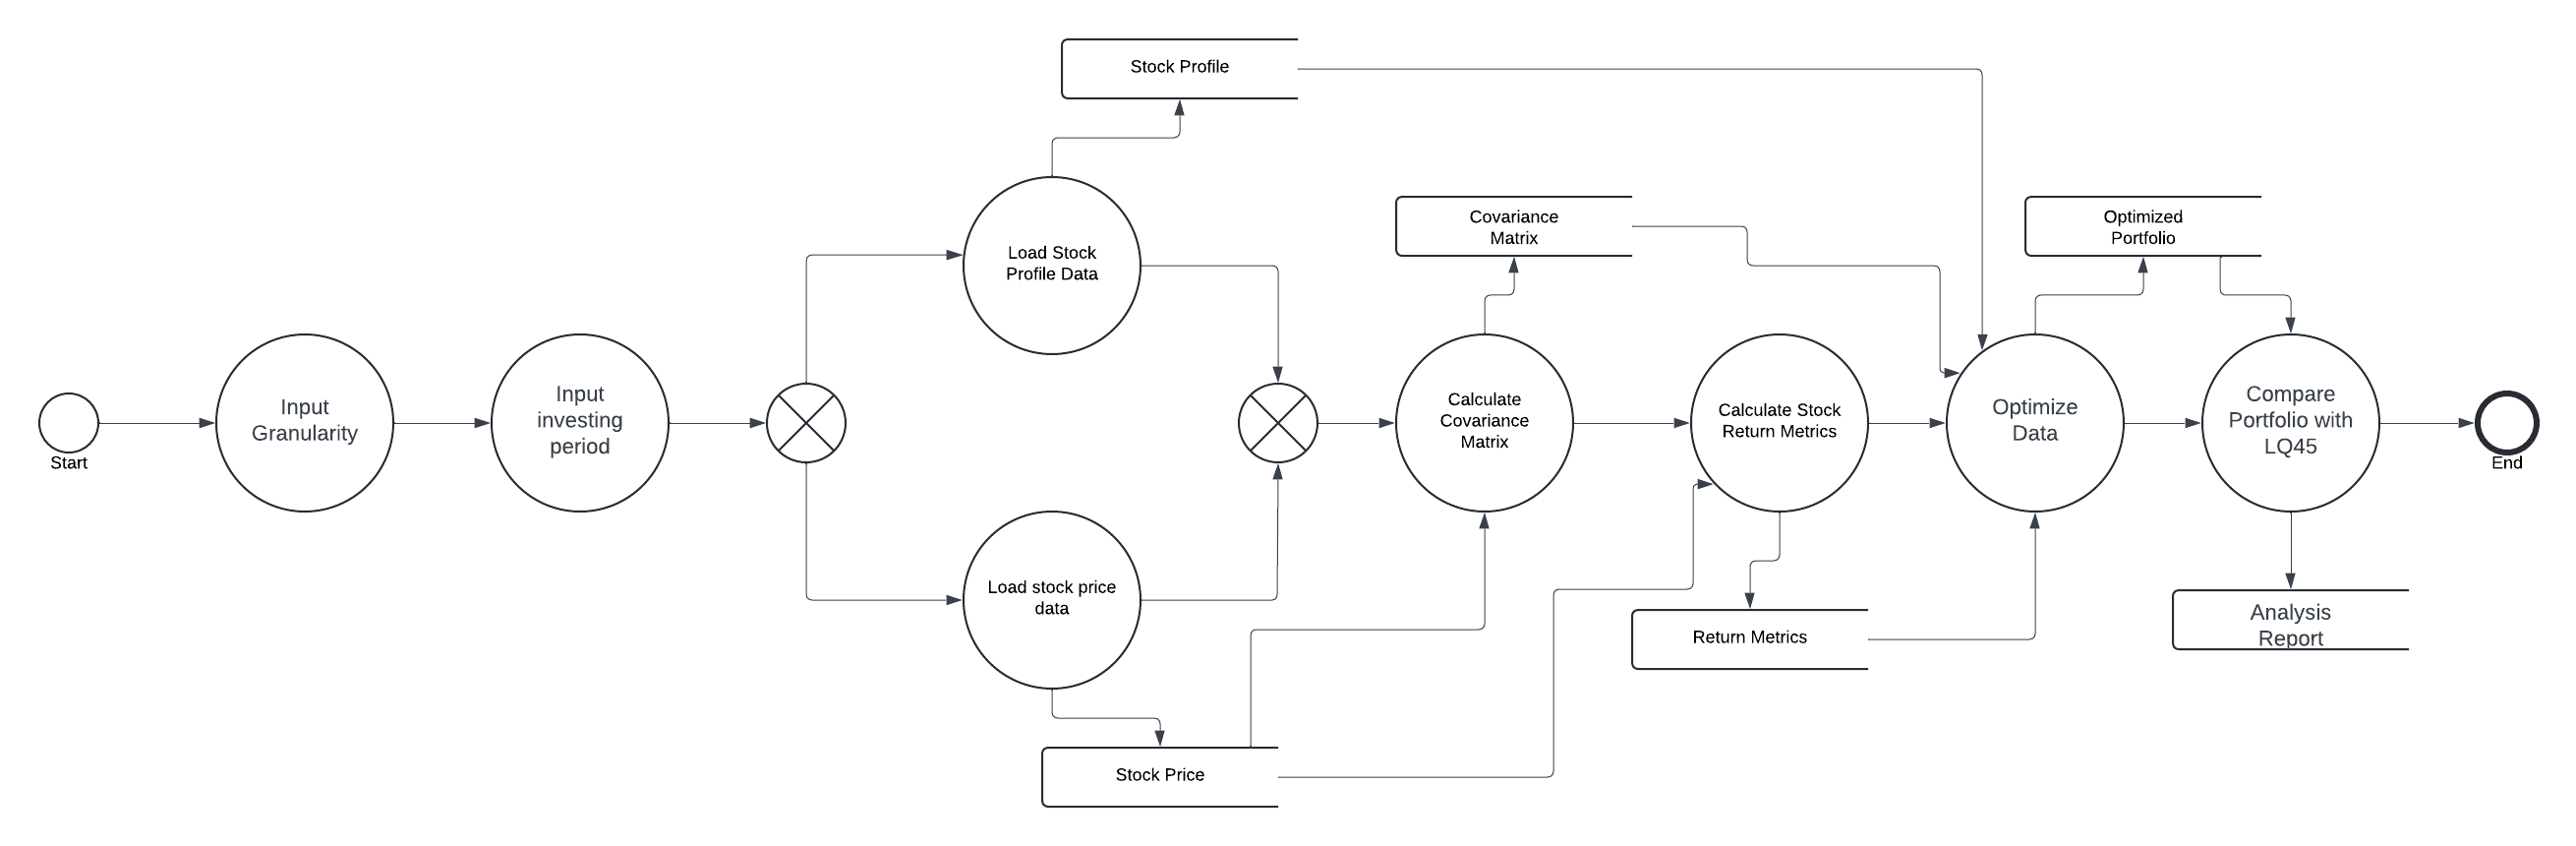 Stock Profile
Covariance
Matrix
Optimized
Portfolio
Load Stock
Profile Data
Start
Input
Granularity
Input
investing
period
Calculate
Covariance
Matrix
Calculate Stock
Return Metrics
Optimize
Data
Compare
Portfolio with
LQ45
End
Load stock price
data
Return Metrics
Analysis
Report
Stock Price